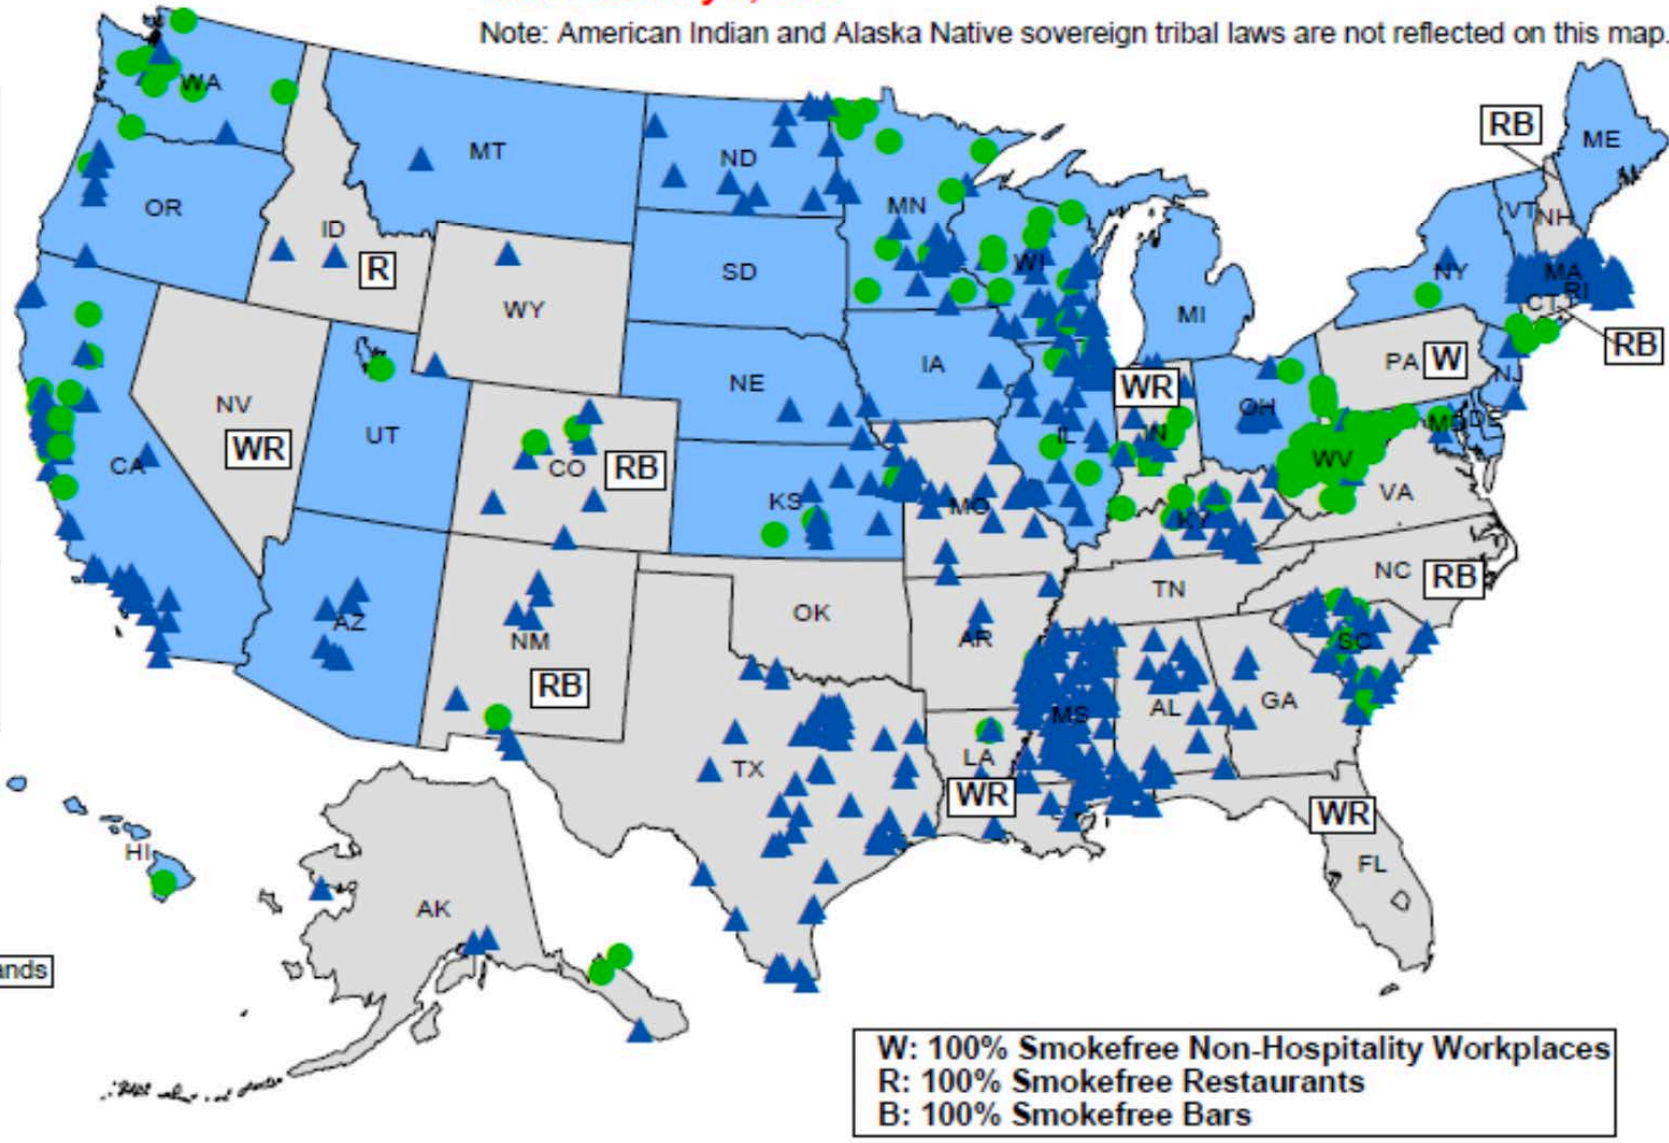 Note: American Indian and Alaska Native sovereign tribal laws are not reflected on this map.
WA
MT
ND
MN
ME
RB
VT
NH
OR
ID
R
SD
WI
NY
MA
RI
CT
WY
MI
RB
IA
PA W
NJ
NE
WR
NV
WR
UT
CO
RB
IL
IN
OH
MD
DE
CA
KS
MO
WV
VA
KY
NC RB
TN
AZ
NM
RB
OK
AR
SC
MS
AL
GA
TX
LA
WR
WR
FL
HI
AK
ands
W: 100% Smokefree Non-Hospitality Workplaces
R: 100% Smokefree Restaurants
B: 100% Smokefree Bars